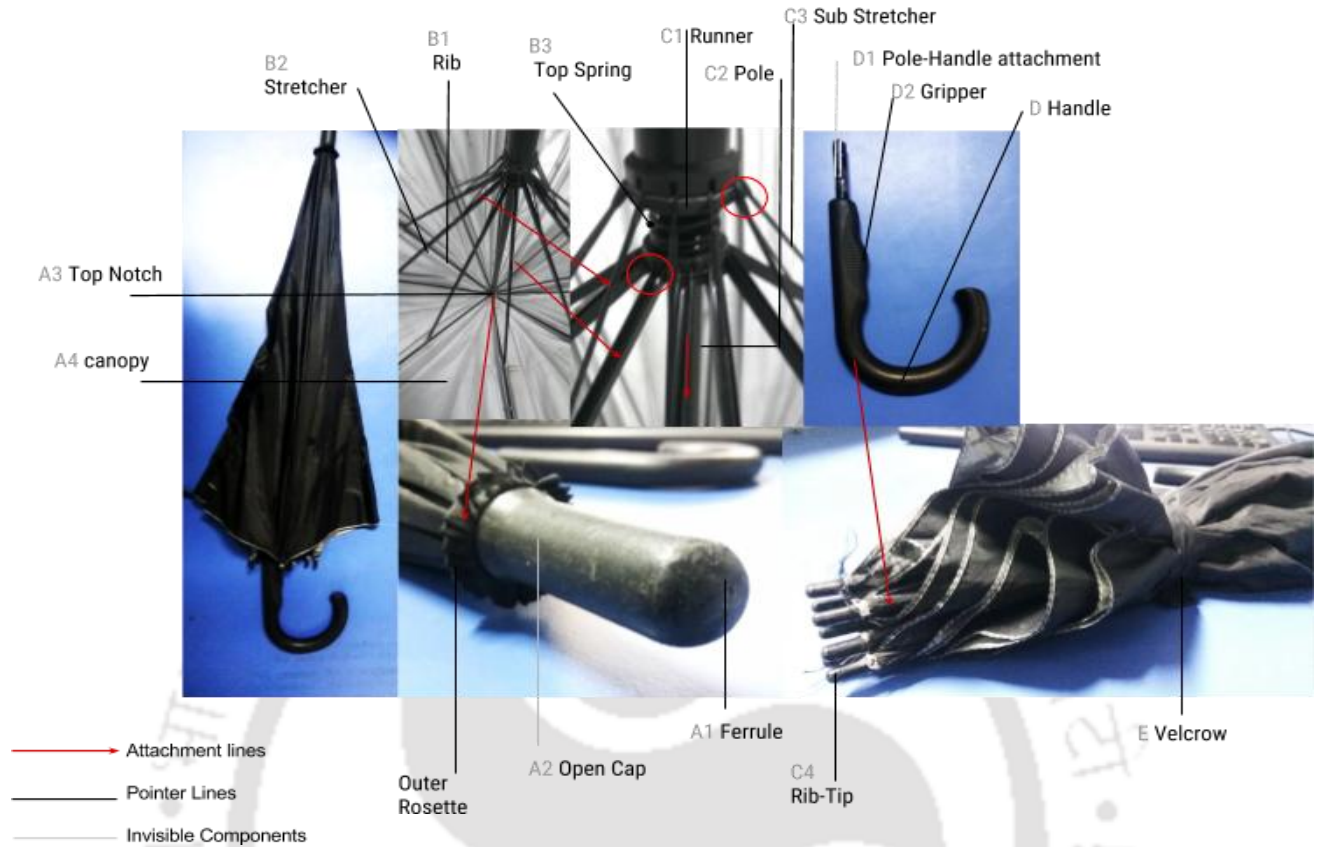 C3 Sub Stretcher
B1
Rib
B3
Top Spring
C1 Runner
C2 Pole
D1 Pole-Handle attachment
B2
Stretcher
D2 Gripper
D Handle
A3 Top Notch
A4 canopy
A1 Ferrule
E Velcrow
A2 Open Cap
C4
Rib-Tip
Outer
Rosette
Attachment lines
Pointer Lines
Invisible Components